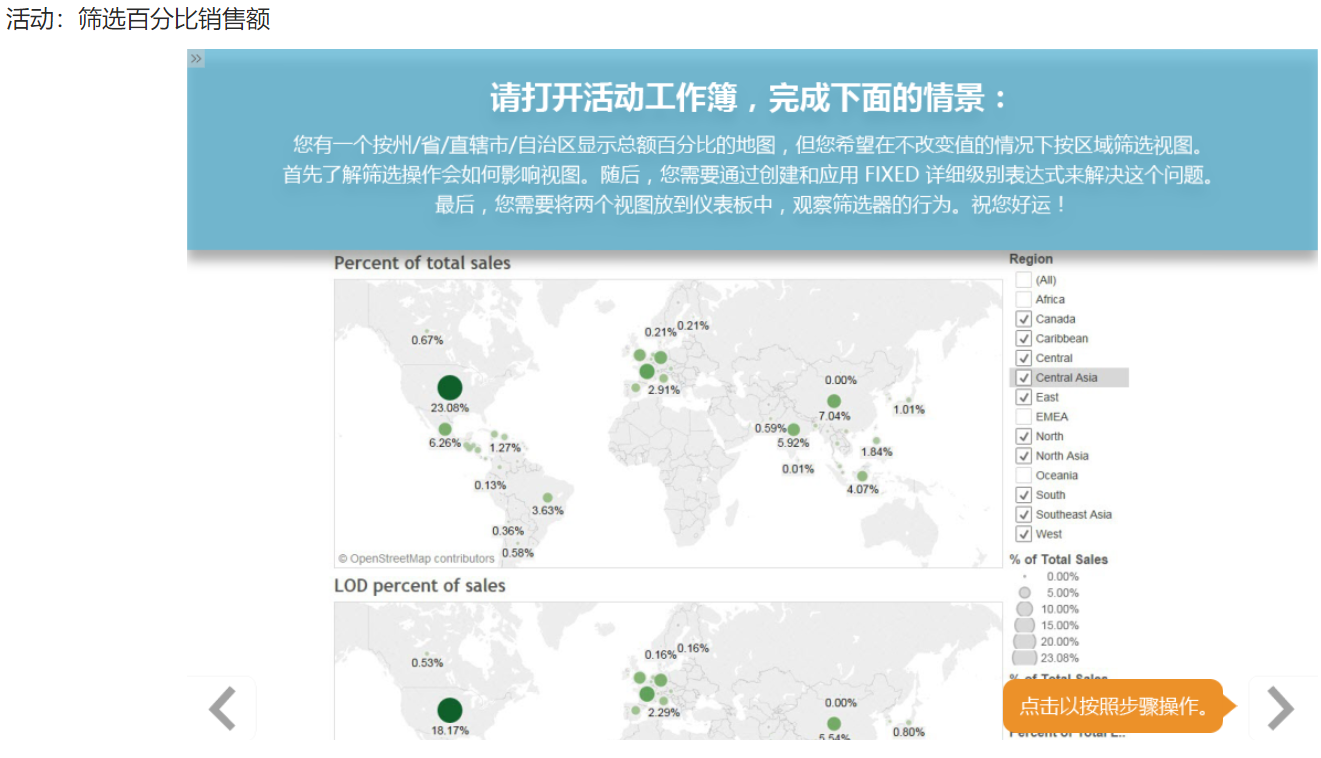 活动：筛选百分比销售额
»
请打开活动工作簿，完成下面的情景：
您有一个按州/省/直辖市/自治区显示总额百分比的地图，但您希望在不改变值的情况下按区域筛选视图。
首先了解筛选操作会如何影响视图。随后，您需要通过创建和应用 FIXED 详细级别表达式来解决这个问题。
最后，您需要将两个视图放到仪表板中，观察筛选器的行为。祝您好运！
Percent of total sales
0.67%
0.21%
0.21%
23.08%
2.91%
0.00%
6.26%
1.27%
0.59%
7.04%
1.01%
5.92%
1.84%
0.01%
0.13%
4.07%
3.63%
0.36%
0.58%
© OpenStreetMap contributors
Region
(All)
Africa
Canada
Caribbean
Central
Central Asia
East
EMEA
North
North Asia
Oceania
South
Southeast Asia
West
% of Total Sales
0.00%
5.00%
10.00%
15.00%
20.00%
23.08%
LOD percent of sales
0.53%
0.16%
0.16%
18.17%
2.29%
0.00%
5.54%
0.80%
% of Total Sales
点击以按照步骤操作。